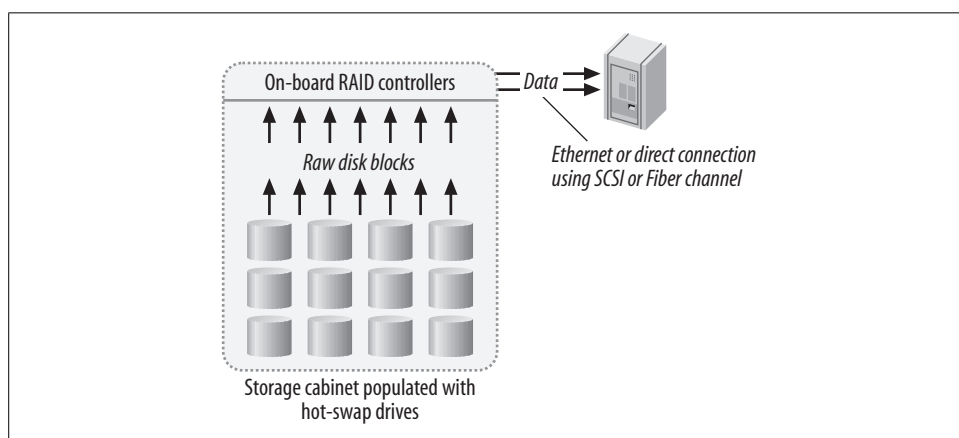 On-board RAID controllers
Data
Raw disk blocks
Ethernet or direct connection
using SCSI or Fiber channel
Storage cabinet populated with
hot-swap drives